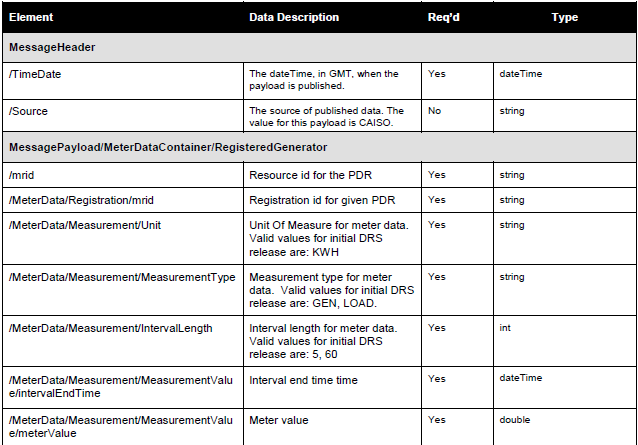 Element Data Description Req'd Type
MessageHeader
/TimeDate The dateTime, in GMT, when the Yes dateTime
payload is published.
/Source The source of published data. The No string
value for this payload is CAISO.
MessagePayload/MeterDataContainer/RegisteredGenerator
/mrid Resource id for the PDR Yes string
/MeterData/Registration/mrid Registration id for given PDR Yes string
/MeterData/Measurement/Unit Unit Of Measure for meter data. Yes string
Valid values for initial DRS
release are: KWH
/MeterData/Measurement/MeasurementType Measurement type for meter Yes string
data. Valid values for initial DRS
release are: GEN, LOAD.
/MeterData/Measurement/IntervalLength Interval length for meter data. Yes int
Valid values for initial DRS
release are: 5, 60
/MeterData/Measurement/MeasurementValu Interval end time time Yes dateTime
e/intervalEndTime
/MeterData/Measurement/MeasurementValu Meter value Yes double
e/meterValue